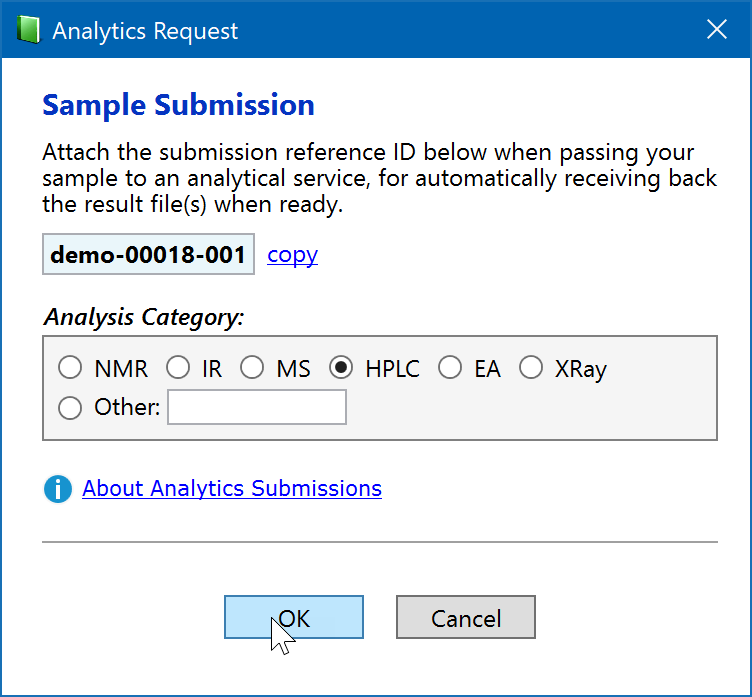 Analytics Request
Sample Submission
Attach the submission reference ID below when passing your
sample to an analytical service, for automatically receiving back
the result file(s) when ready.
demo-00018-001 copy
Analysis Category:
NMR IR MS HPLC EA XRay
Other:
About Analytics Submissions
OK Cancel